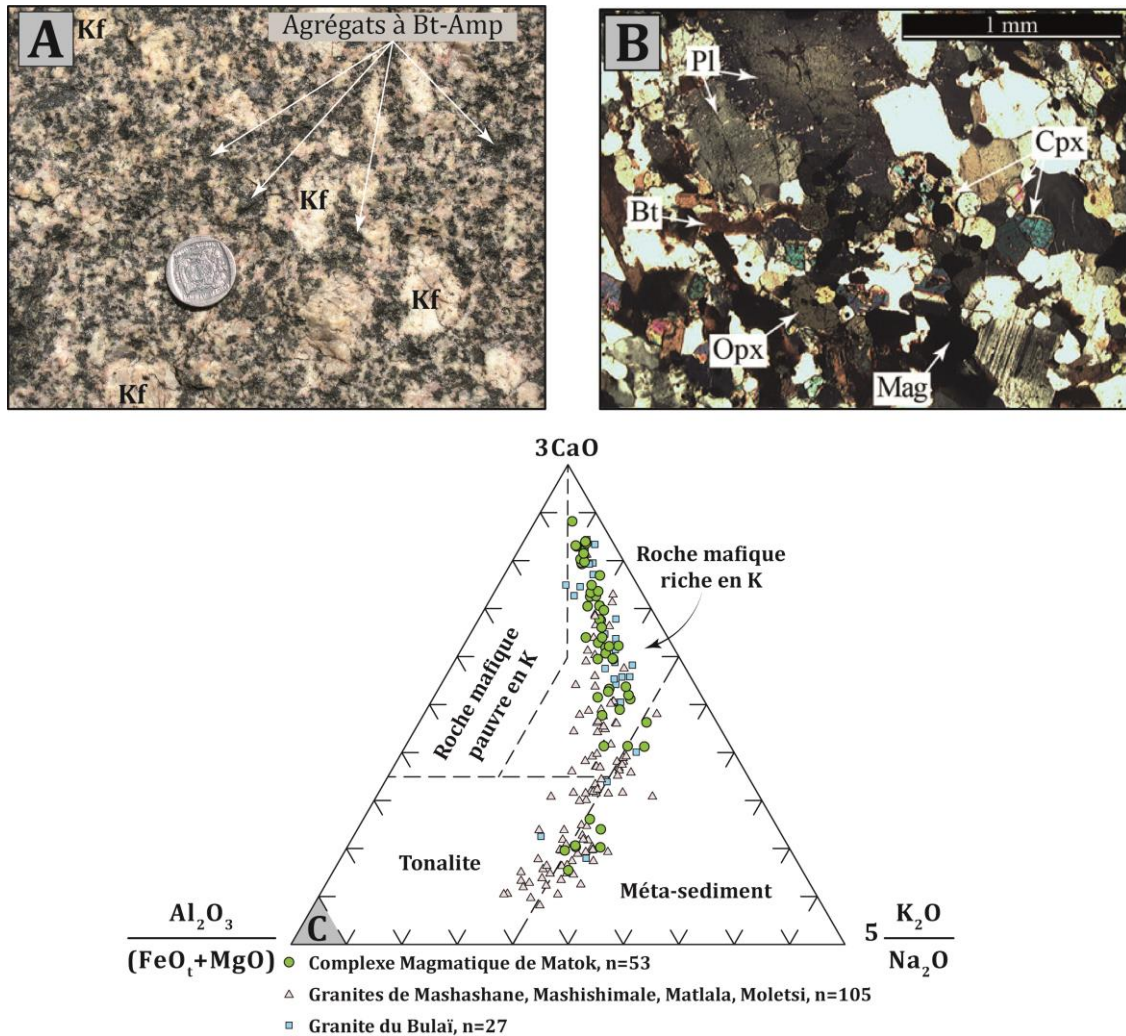 A
Kf
Agrégats à Bt-Amp
Kf
Kf
Kf
B
1 mm
Pl
Cpx
Bt
Opx
Mag
3CaO
Roche mafique
riche en K
Roche mafique
pauvre en K
Tonalite
Méta-sediment
Al₂O₃
(FeOₜ+MgO)
C
5 K₂O
Na₂O
Complexe Magmatique de Matok, n=53
Granites de Mashashane, Mashishimale, Matlala, Moletsi, n=105
Granite du Bulaï, n=27